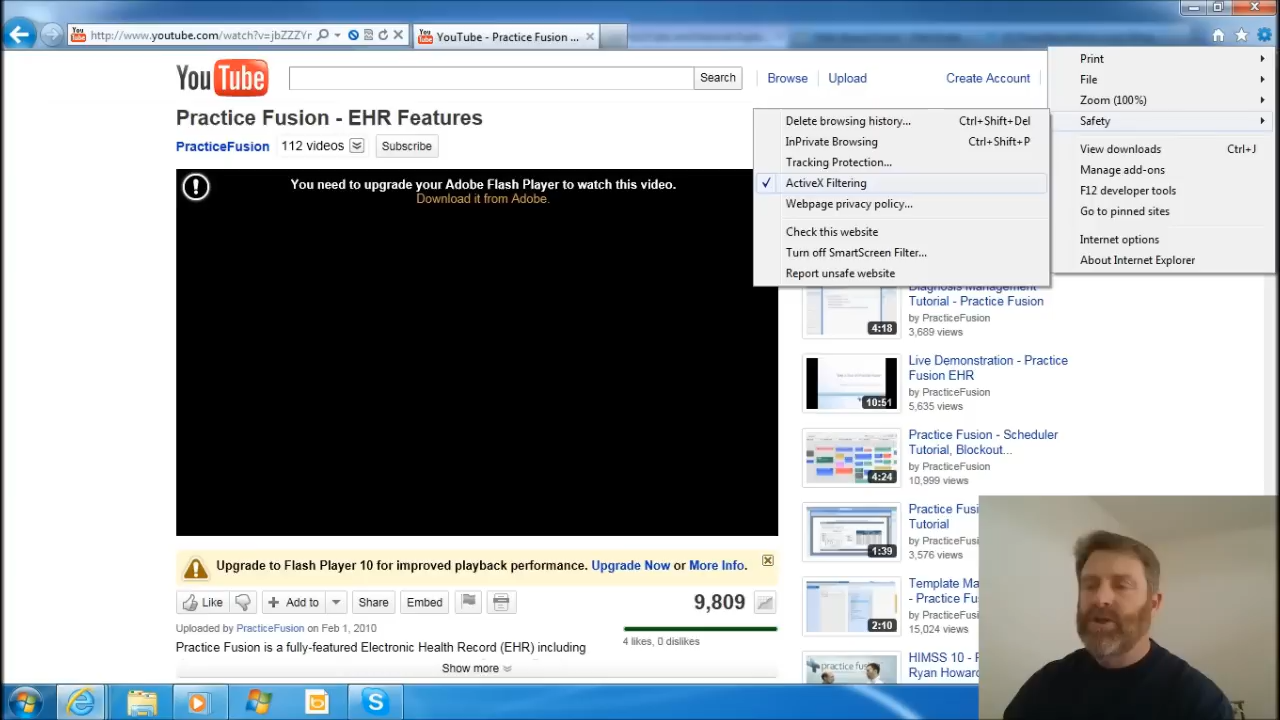 http://www.youtube.com/watch?v=jbZZZYr
YouTube - Practice Fusion ...
YouTube
Search
Browse
Upload
Create Account
Print
File
Zoom (100%)
Safety
View downloads Ctrl+J
Manage add-ons
F12 developer tools
Go to pinned sites
Internet options
About Internet Explorer
Delete browsing history... Ctrl+Shift+Del
InPrivate Browsing Ctrl+Shift+P
Tracking Protection...
ActiveX Filtering
Webpage privacy policy...
Check this website
Turn off SmartScreen Filter...
Report unsafe website
Practice Fusion - EHR Features
PracticeFusion 112 videos Subscribe
You need to upgrade your Adobe Flash Player to watch this video.
Download it from Adobe.
Upgrade to Flash Player 10 for improved playback performance. Upgrade Now or More Info.
Like
Add to
Share
Embed
9,809
Uploaded by PracticeFusion on Feb 1, 2010
4 likes, 0 dislikes
Practice Fusion is a fully-featured Electronic Health Record (EHR) including
Show more
Diagnosis Management
Tutorial - Practice Fusion
by PracticeFusion
3,689 views
4:18
Live Demonstration - Practice
Fusion EHR
by PracticeFusion
5,635 views
10:51
Practice Fusion - Scheduler
Tutorial, Blockout...
by PracticeFusion
10,999 views
4:24
Practice Fusi
Tutorial
by PracticeFusi
3,576 views
1:39
Template Ma
- Practice Fu
by PracticeFusi
15,024 views
2:10
HIMSS 10 - F
Ryan Howar
practice fus